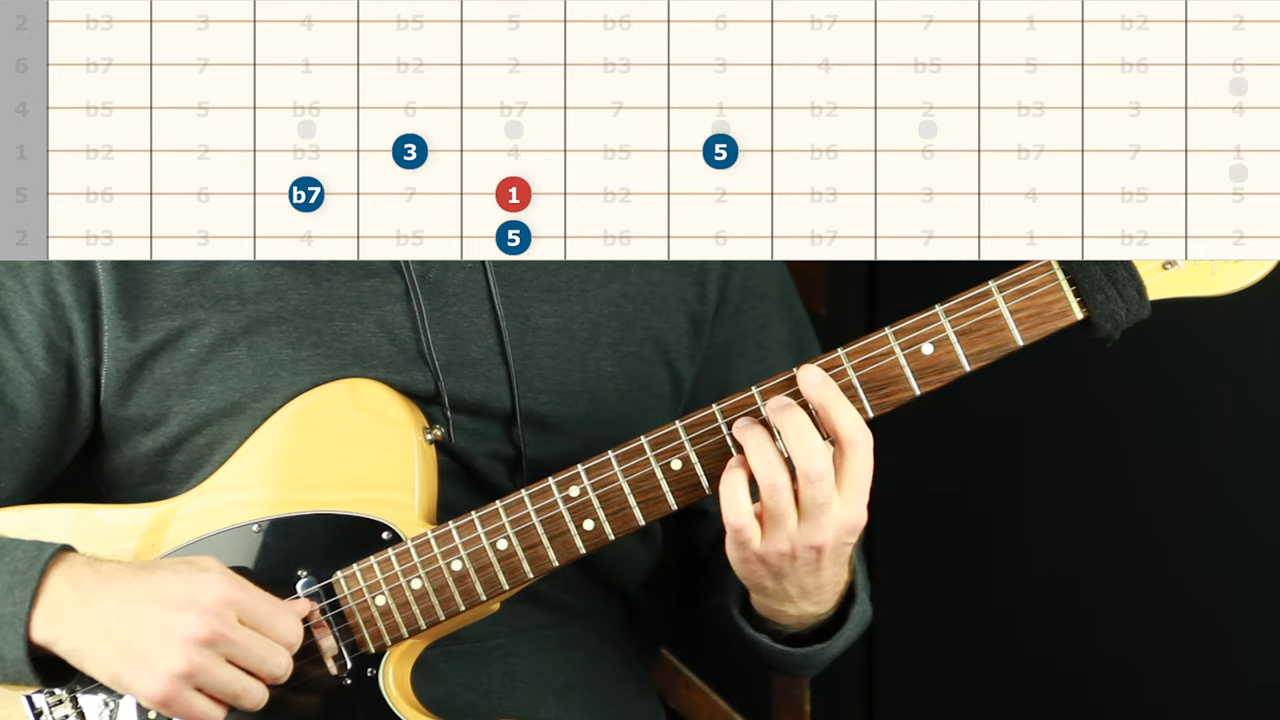 2 b3 3 4 b5 5 b6 6 b7 7 1 b2 2
6 b7 7 1 b2 2 b3 3 4 b5 5 b6 6
4 b5 5 b6 6 b7 7 1 b2 2 b3 3 4
1 b2 2 b3 3 4 b5 5 b6 6 b7 7 1
5 b6 6 b7 7 1 b2 2 b3 3 4 b5 5
2 b3 3 4 b5 5 b6 6 b7 7 1 b2 2